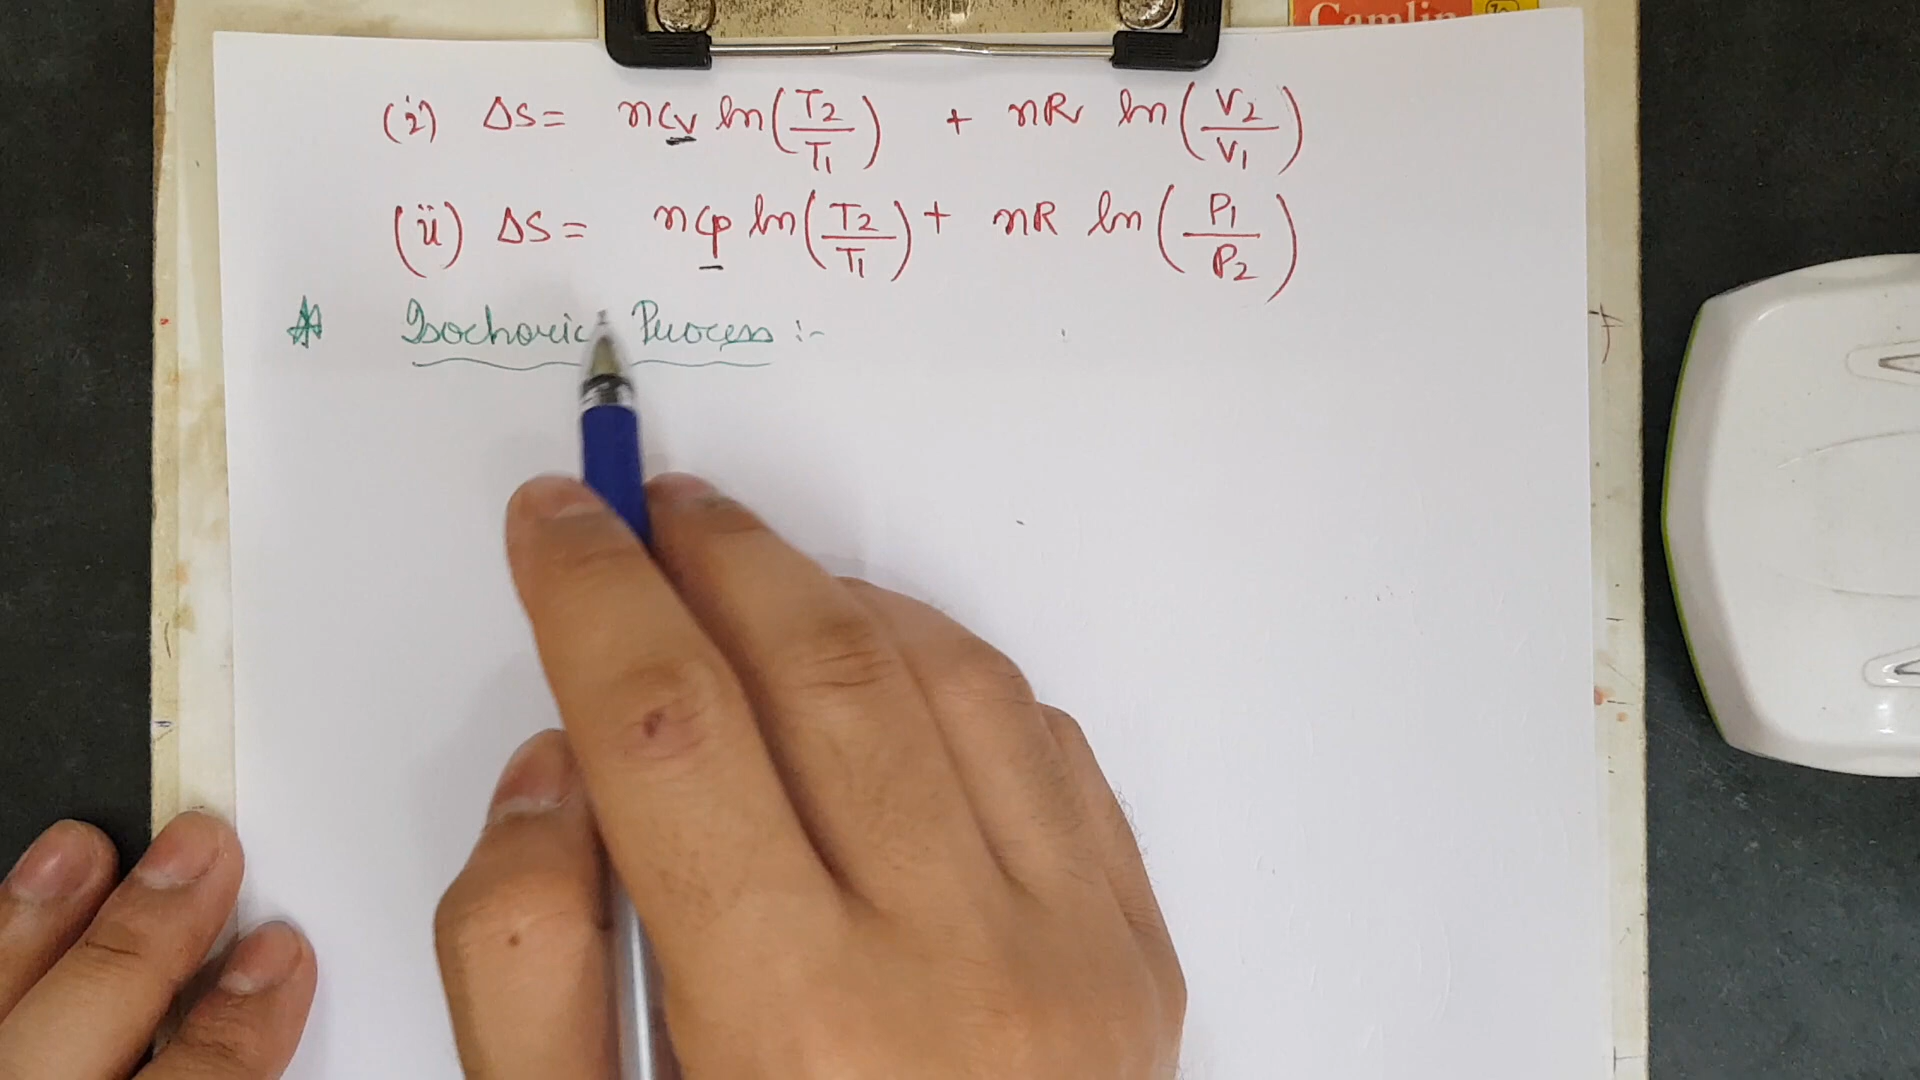 Camlin
(i) ΔS = nCv ln(T2/T1) + nR ln(V2/V1)
(ii) ΔS = nCp ln(T2/T1) + nR ln(P1/P2)
Isochoric Process :-